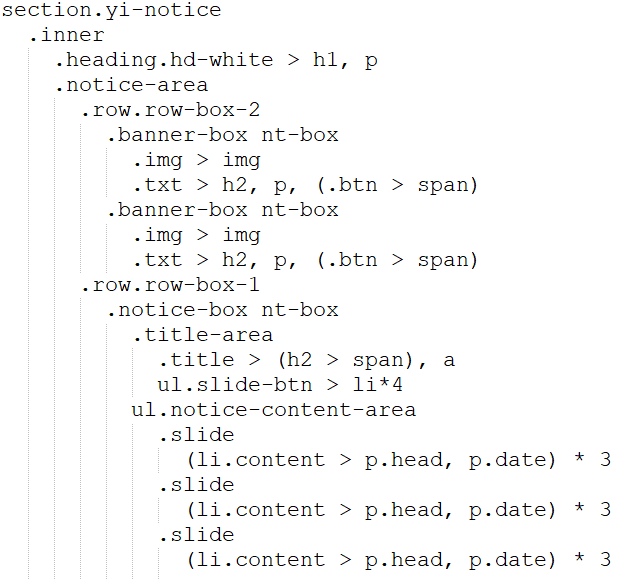 section.yi-notice
.inner
.heading.hd-white > h1, p
.notice-area
.row.row-box-2
.banner-box nt-box
.img > img
.txt > h2, p, (.btn > span)
.banner-box nt-box
.img > img
.txt > h2, p, (.btn > span)
.row.row-box-1
.notice-box nt-box
.title-area
.title > (h2 > span), a
ul.slide-btn > li*4
ul.notice-content-area
.slide
(li.content > p.head, p.date) * 3
.slide
(li.content > p.head, p.date) * 3
.slide
(li.content > p.head, p.date) * 3